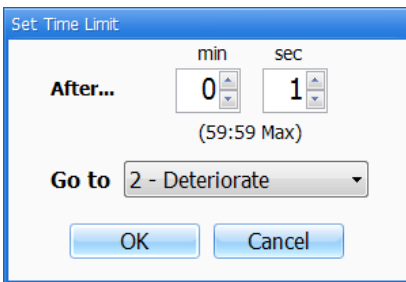 Set Time Limit
min sec
After... 0 1
(59:59 Max)
Go to 2 - Deteriorate
OK Cancel